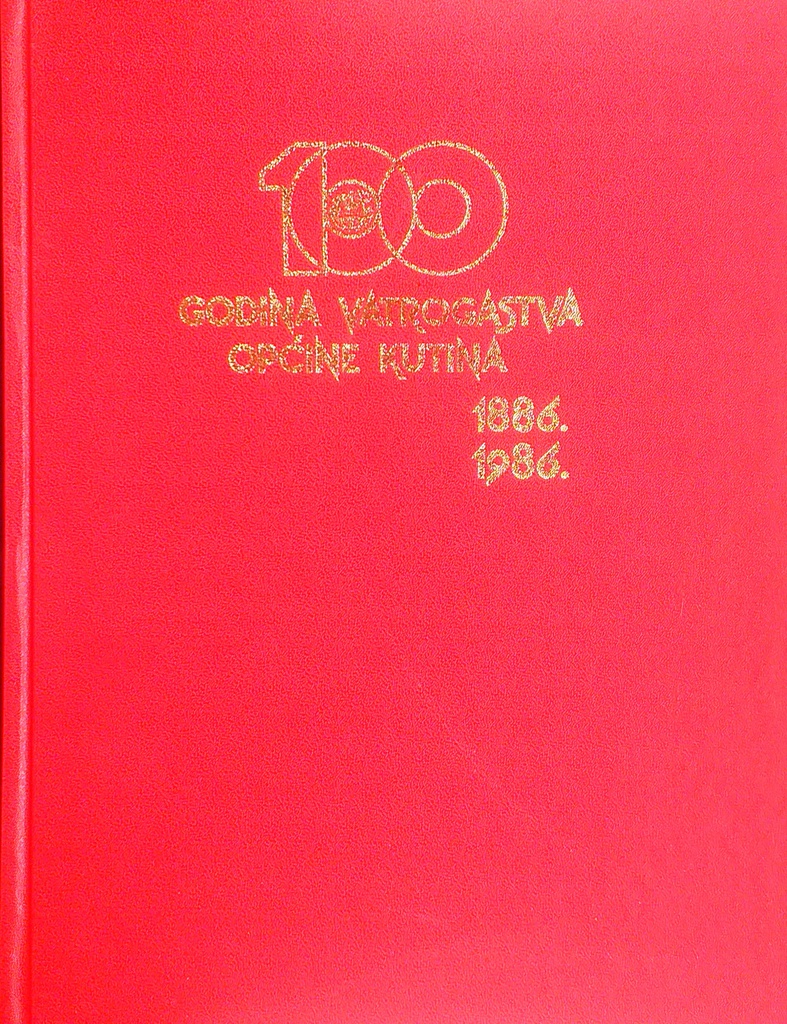 100
GODINA VATROGASTVA
OPĆINE KUTINA
1886.
1986.